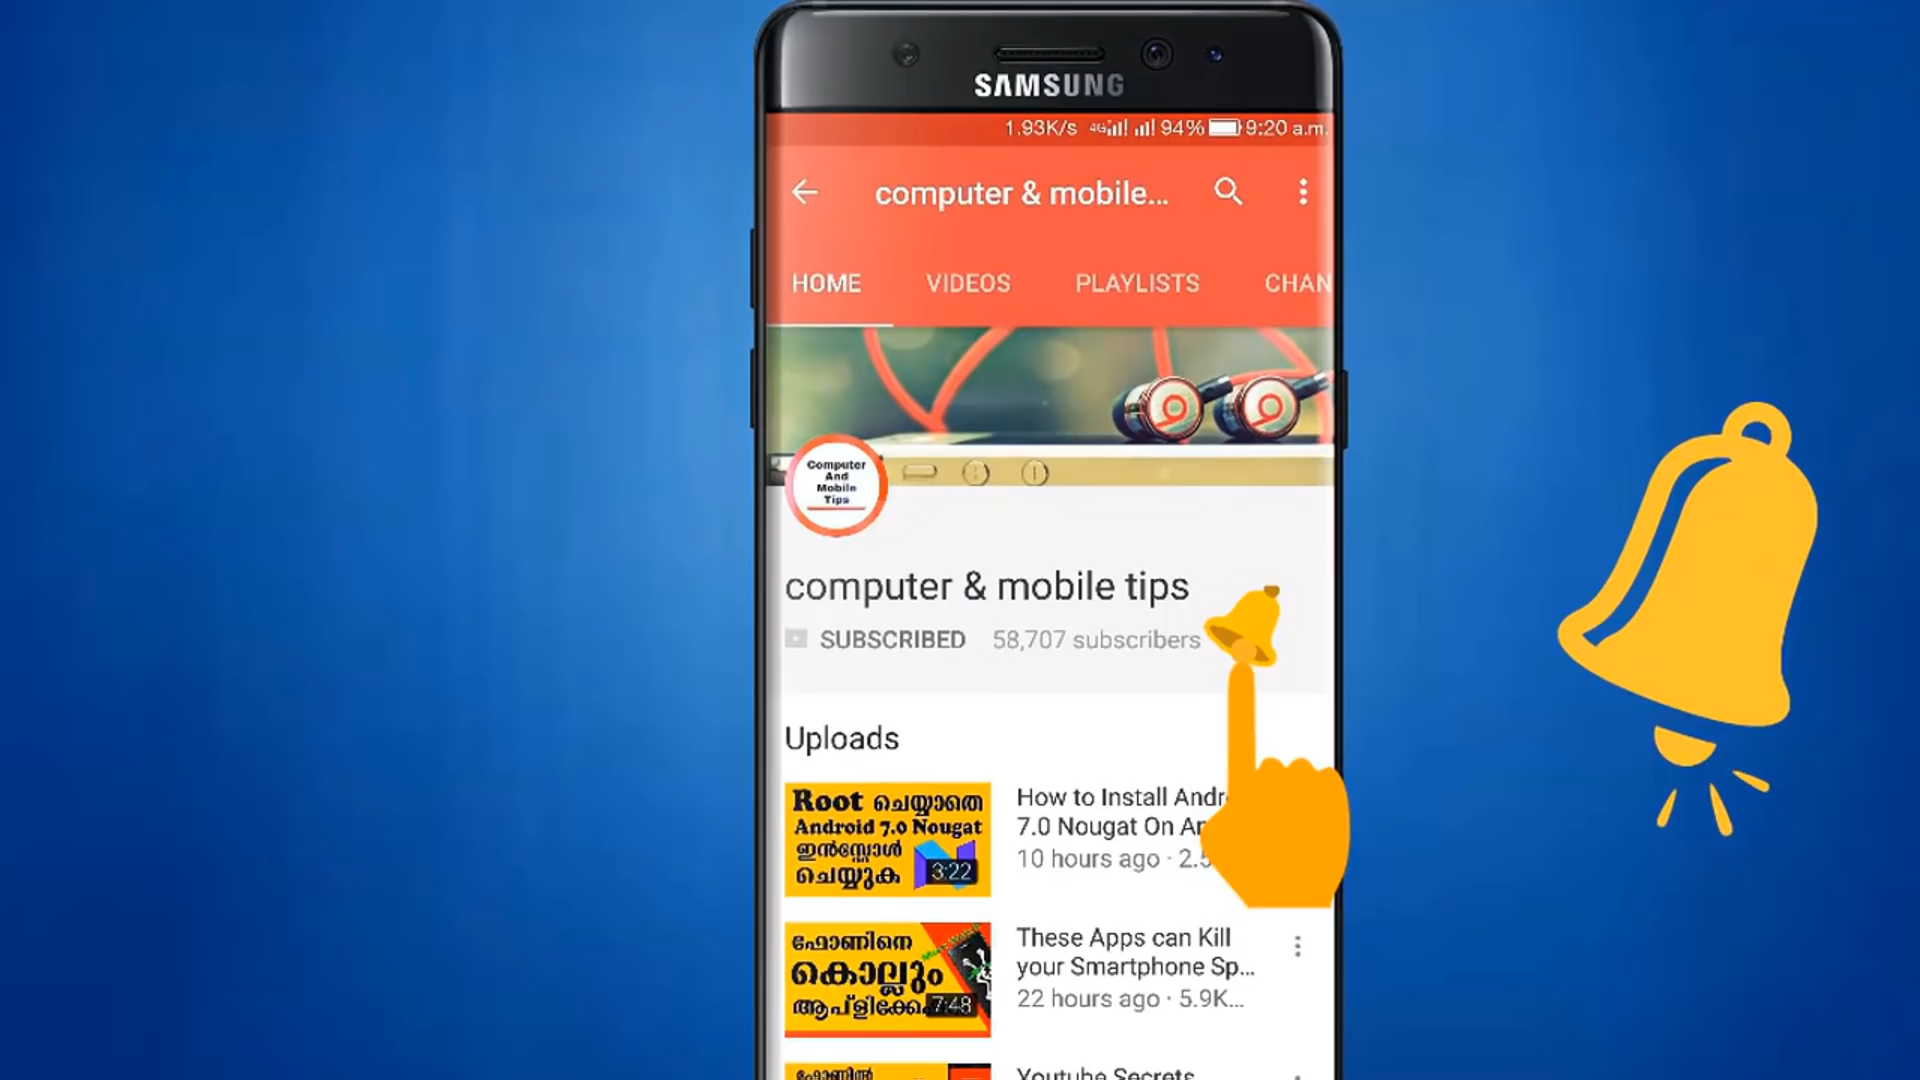 SAMSUNG
1.93K/s 4G 94% 9:20 a.m.
computer & mobile...
HOME VIDEOS PLAYLISTS CHAN
Computer
And
Mobile
Tips
computer & mobile tips
SUBSCRIBED 58,707 subscribers
Uploads
Root ചെയ്യാതെ
Android 7.0 Nougat
ഇൻസ്റ്റോൾ
ചെയ്യുക
3:22
How to Install Andr
7.0 Nougat On An
10 hours ago · 2.5
ഫോണിനെ
കൊല്ലും
ആപ്ളിക്കേ
7:48
These Apps can Kill
your Smartphone Sp...
22 hours ago · 5.9K...
ഫോണിൽ
Youtube Secrets